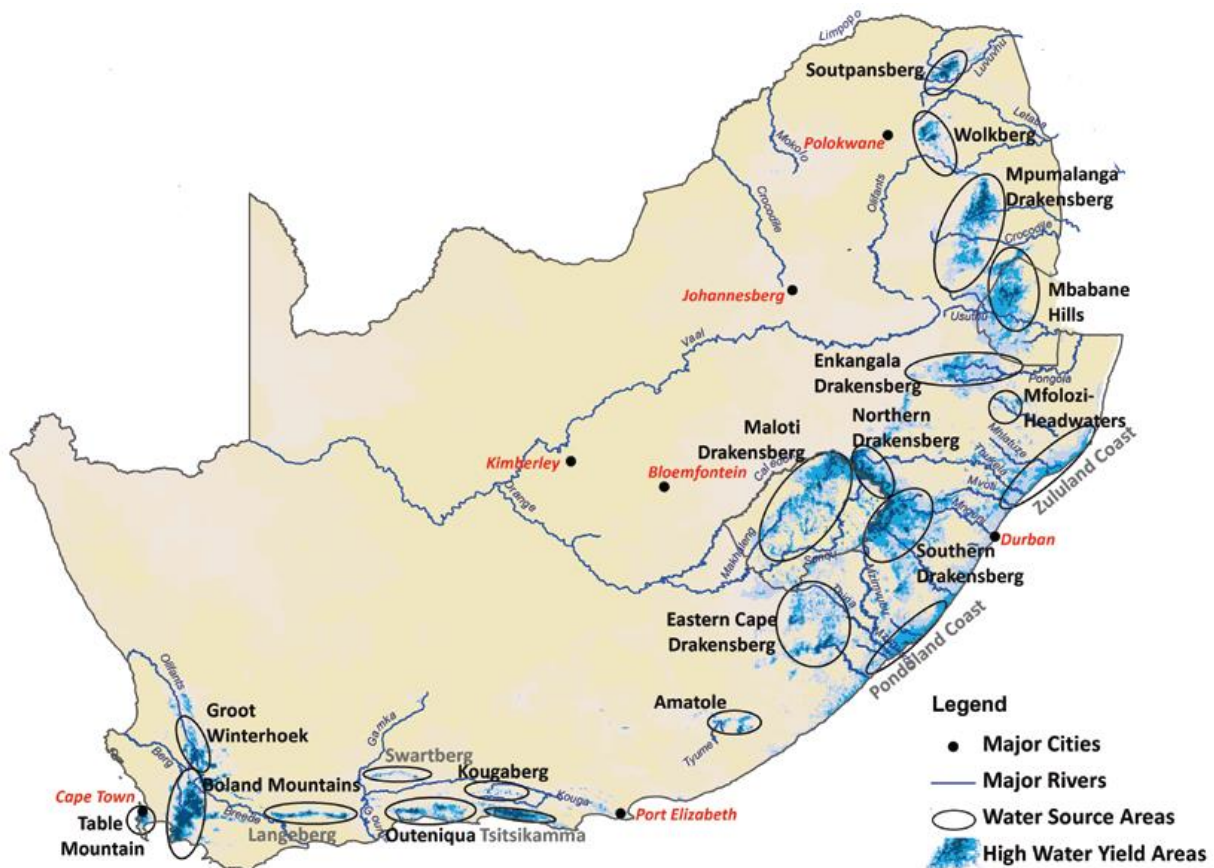 Limpopo
Soutpansberg
Luvuvhu
Letaba
Polokwane
Wolkberg
Mokolo
Mpumalanga
Drakensberg
Crocodile
Olifants
Crocodile
Johannesberg
Mbabane
Hills
Usuthu
Vaal
Enkangala
Drakensberg
Pongola
Mfolozi-
Headwaters
Northern
Drakensberg
Maloti
Drakensberg
Mhlatuze
Thukela
Zululand Coast
Kimberley
Bloemfontein
Caledon
Mvoti
Mngeni
Orange
Durban
Makhaleng
Senqu
Southern
Drakensberg
Mzimvubu
Eastern Cape
Drakensberg
Pondoland Coast
Amatole
Tyume
Olifants
Groot
Winterhoek
Gamka
Berg
Swartberg
Kougaberg
Boland Mountains
Kouga
Cape Town
Breede
Gourits
Port Elizabeth
Table
Mountain
Langeberg
Outeniqua
Tsitsikamma
Legend
Major Cities
Major Rivers
Water Source Areas
High Water Yield Areas